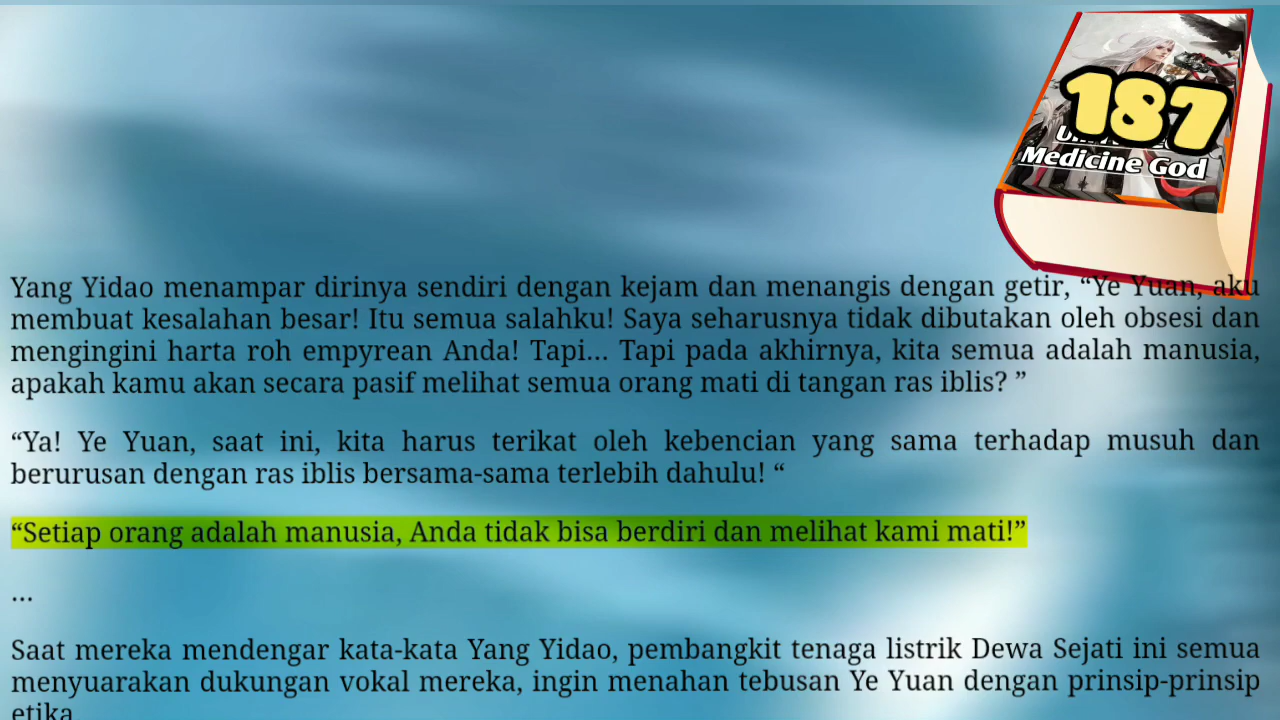 187
Medicine God
Yang Yidao menampar dirinya sendiri dengan kejam dan menangis dengan getir, “Ye Yuan, aku
membuat kesalahan besar! Itu semua salahku! Saya seharusnya tidak dibutakan oleh obsesi dan
mengingini harta roh empyrean Anda! Tapi… Tapi pada akhirnya, kita semua adalah manusia,
apakah kamu akan secara pasif melihat semua orang mati di tangan ras iblis? ”
“Ya! Ye Yuan, saat ini, kita harus terikat oleh kebencian yang sama terhadap musuh dan
berurusan dengan ras iblis bersama-sama terlebih dahulu! “
“Setiap orang adalah manusia, Anda tidak bisa berdiri dan melihat kami mati!”
…
Saat mereka mendengar kata-kata Yang Yidao, pembangkit tenaga listrik Dewa Sejati ini semua
menyuarakan dukungan vokal mereka, ingin menahan tebusan Ye Yuan dengan prinsip-prinsip
etika.